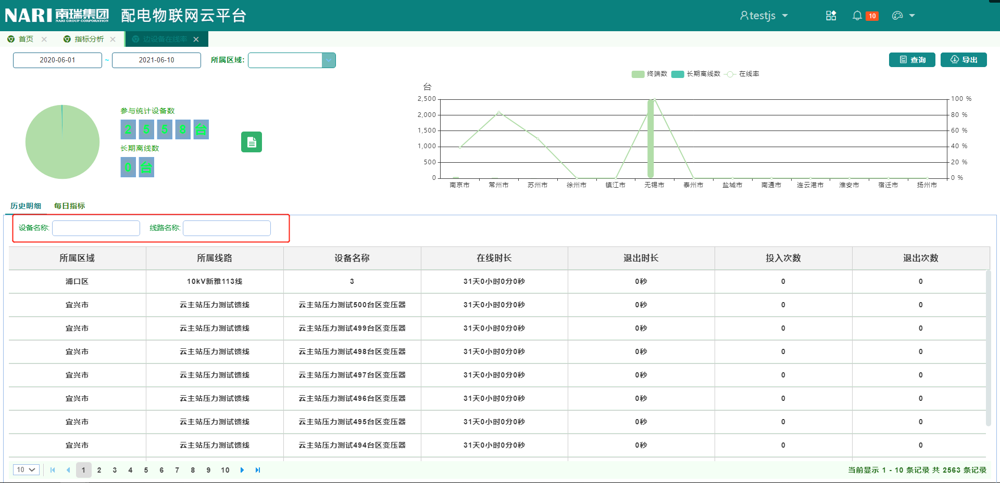 NARI 南瑞集团 NARI GROUP CORPORATION 配电物联网云平台 testjs 10
首页 指标分析 边设备在线率
2020-06-01 ~ 2021-06-10 所属区域: 查询 导出
终端数 长期离线数 在线率
台
2,500 100 %
2,000 80 %
1,500 60 %
1,000 40 %
500 20 %
0 0 %
南京市 常州市 苏州市 徐州市 镇江市 无锡市 泰州市 盐城市 南通市 连云港市 淮安市 宿迁市 扬州市
参与统计设备数
2 5 5 8 台
长期离线数
0 台
历史明细 每日指标
设备名称: 线路名称:
所属区域 所属线路 设备名称 在线时长 退出时长 投入次数 退出次数
浦口区 10kV新雅113线 3 31天0小时0分0秒 0秒 0 0
宜兴市 云主站压力测试馈线 云主站压力测试500台区变压器 31天0小时0分0秒 0秒 0 0
宜兴市 云主站压力测试馈线 云主站压力测试499台区变压器 31天0小时0分0秒 0秒 0 0
宜兴市 云主站压力测试馈线 云主站压力测试498台区变压器 31天0小时0分0秒 0秒 0 0
宜兴市 云主站压力测试馈线 云主站压力测试497台区变压器 31天0小时0分0秒 0秒 0 0
宜兴市 云主站压力测试馈线 云主站压力测试496台区变压器 31天0小时0分0秒 0秒 0 0
宜兴市 云主站压力测试馈线 云主站压力测试495台区变压器 31天0小时0分0秒 0秒 0 0
宜兴市 云主站压力测试馈线 云主站压力测试494台区变压器 31天0小时0分0秒 0秒 0 0
10 1 2 3 4 5 6 7 8 9 10 当前显示 1 - 10 条记录 共 2563 条记录